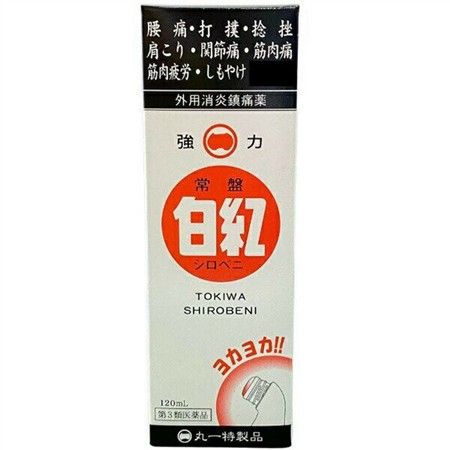 腰痛・打撲・捻挫
肩こり・関節痛・筋肉痛
筋肉疲労・しもやけ
外用消炎鎮痛薬
強 力
常盤
白紅
シロベニ
TOKIWA
SHIROBENI
ヨカヨカ!!
120mL
第3類医薬品
丸一特製品